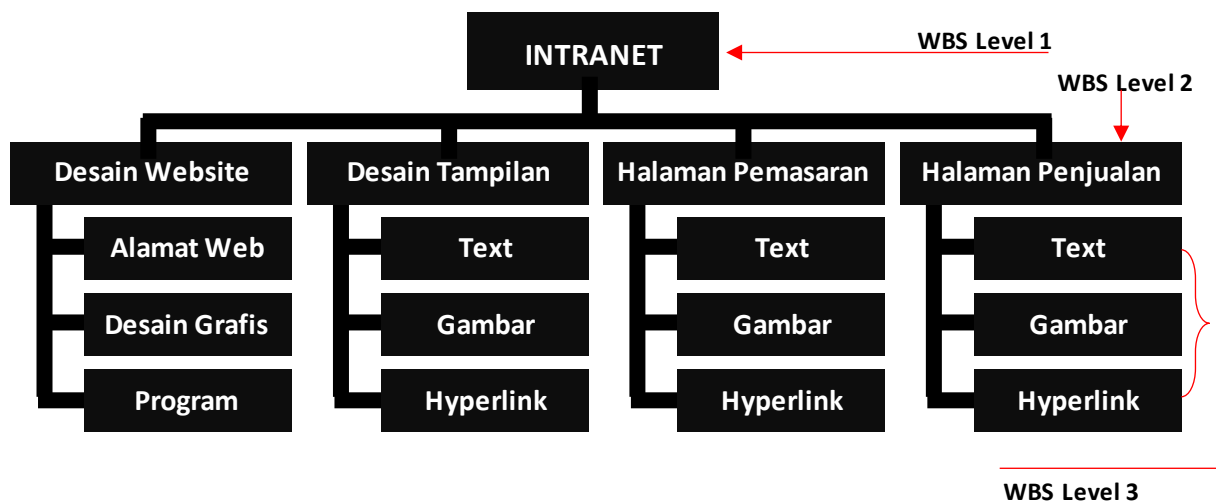 INTRANET
WBS Level 1
WBS Level 2
Desain Website
Desain Tampilan
Halaman Pemasaran
Halaman Penjualan
Alamat Web
Text
Text
Text
Desain Grafis
Gambar
Gambar
Gambar
Program
Hyperlink
Hyperlink
Hyperlink
WBS Level 3